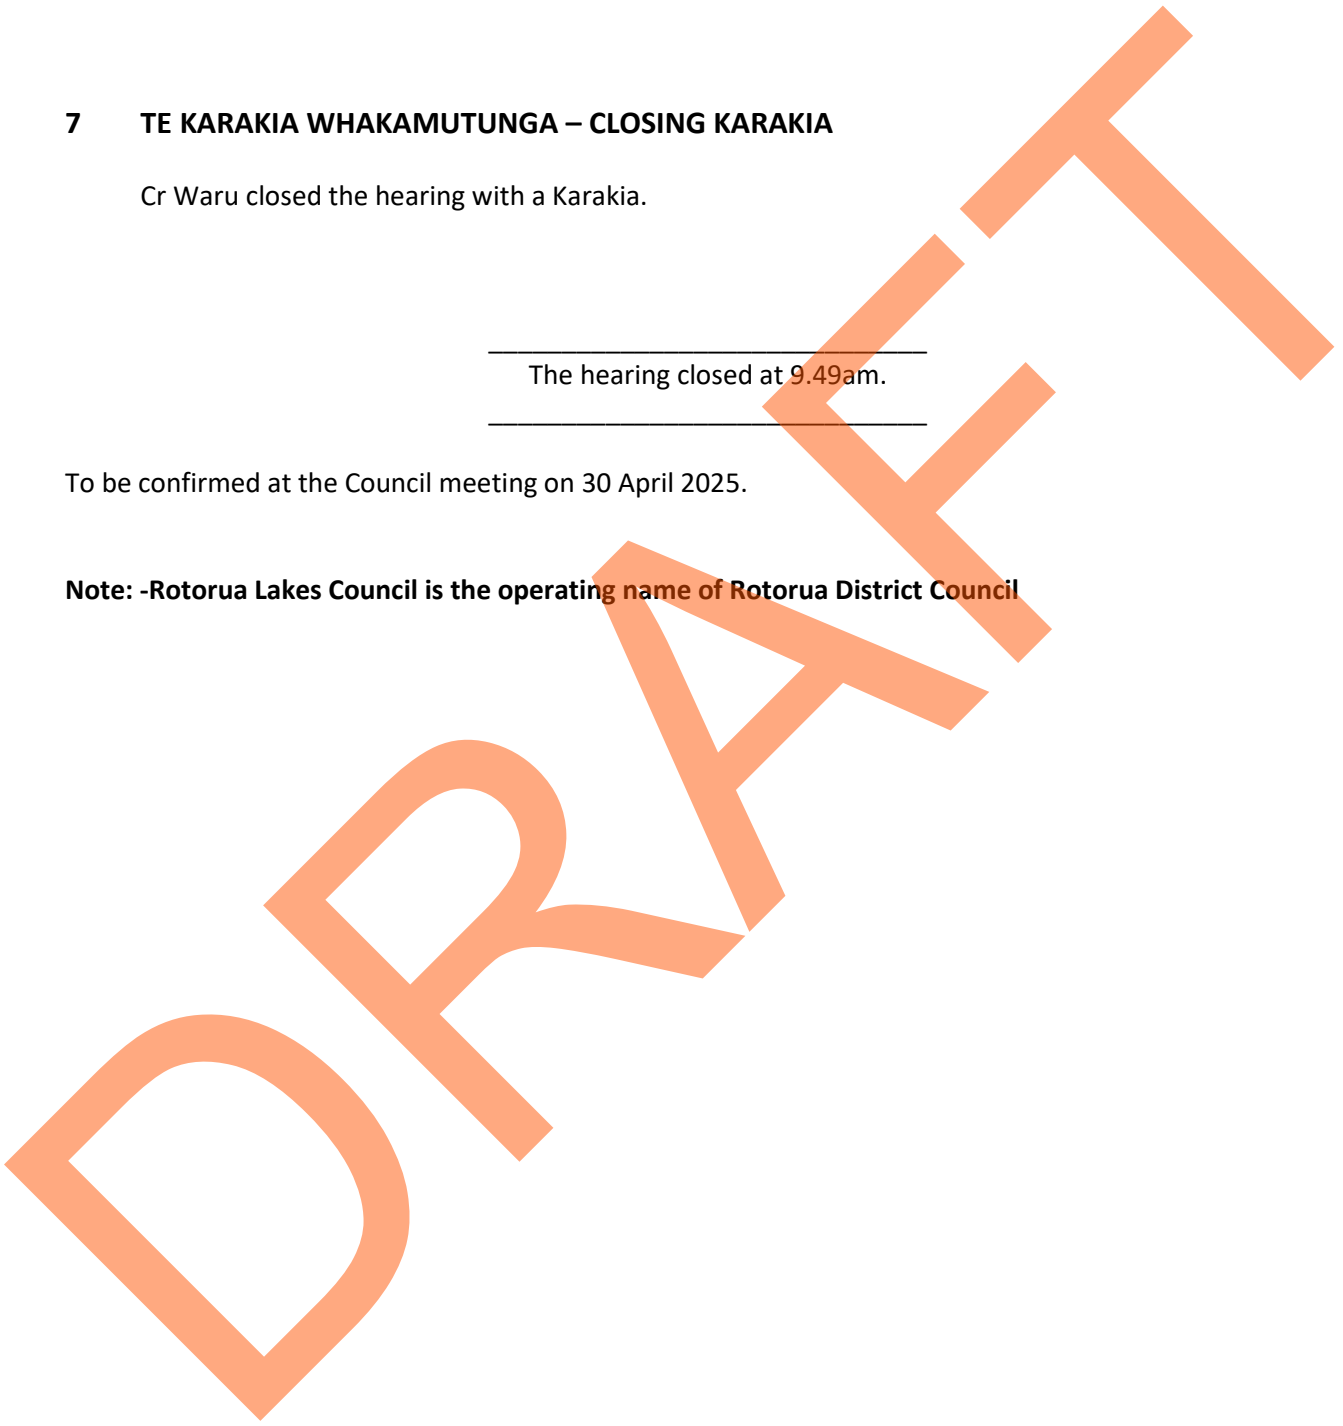 7 TE KARAKIA WHAKAMUTUNGA – CLOSING KARAKIA
Cr Waru closed the hearing with a Karakia.
______________________________
The hearing closed at 9.49am.
______________________________
To be confirmed at the Council meeting on 30 April 2025.
Note: -Rotorua Lakes Council is the operating name of Rotorua District Council
DRAFT